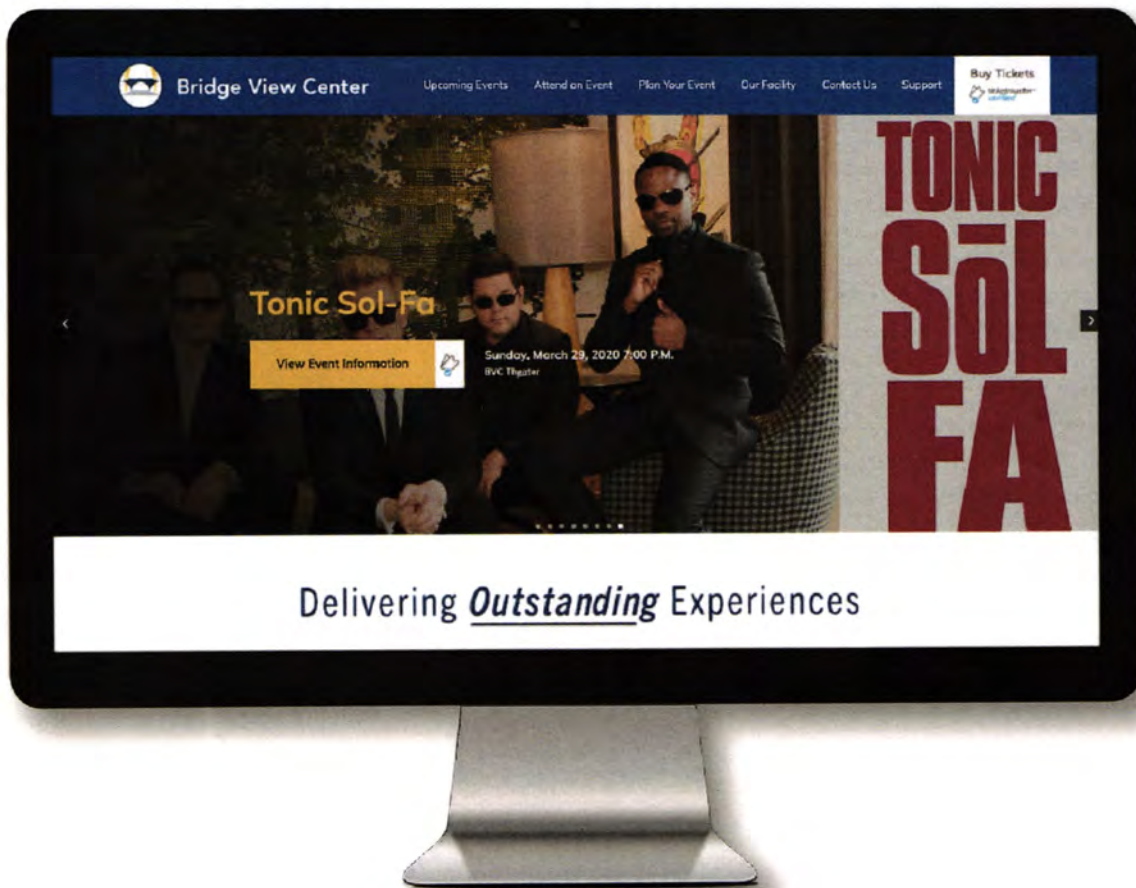 Bridge View Center
Upcoming Events
Attend an Event
Plan Your Event
Our Facility
Contact Us
Support
Buy Tickets
Tonic Sol-Fa
View Event Information
Sunday, March 29, 2020 7:00 P.M.
BVC Theater
TONIC
SōL
FA
Delivering Outstanding Experiences